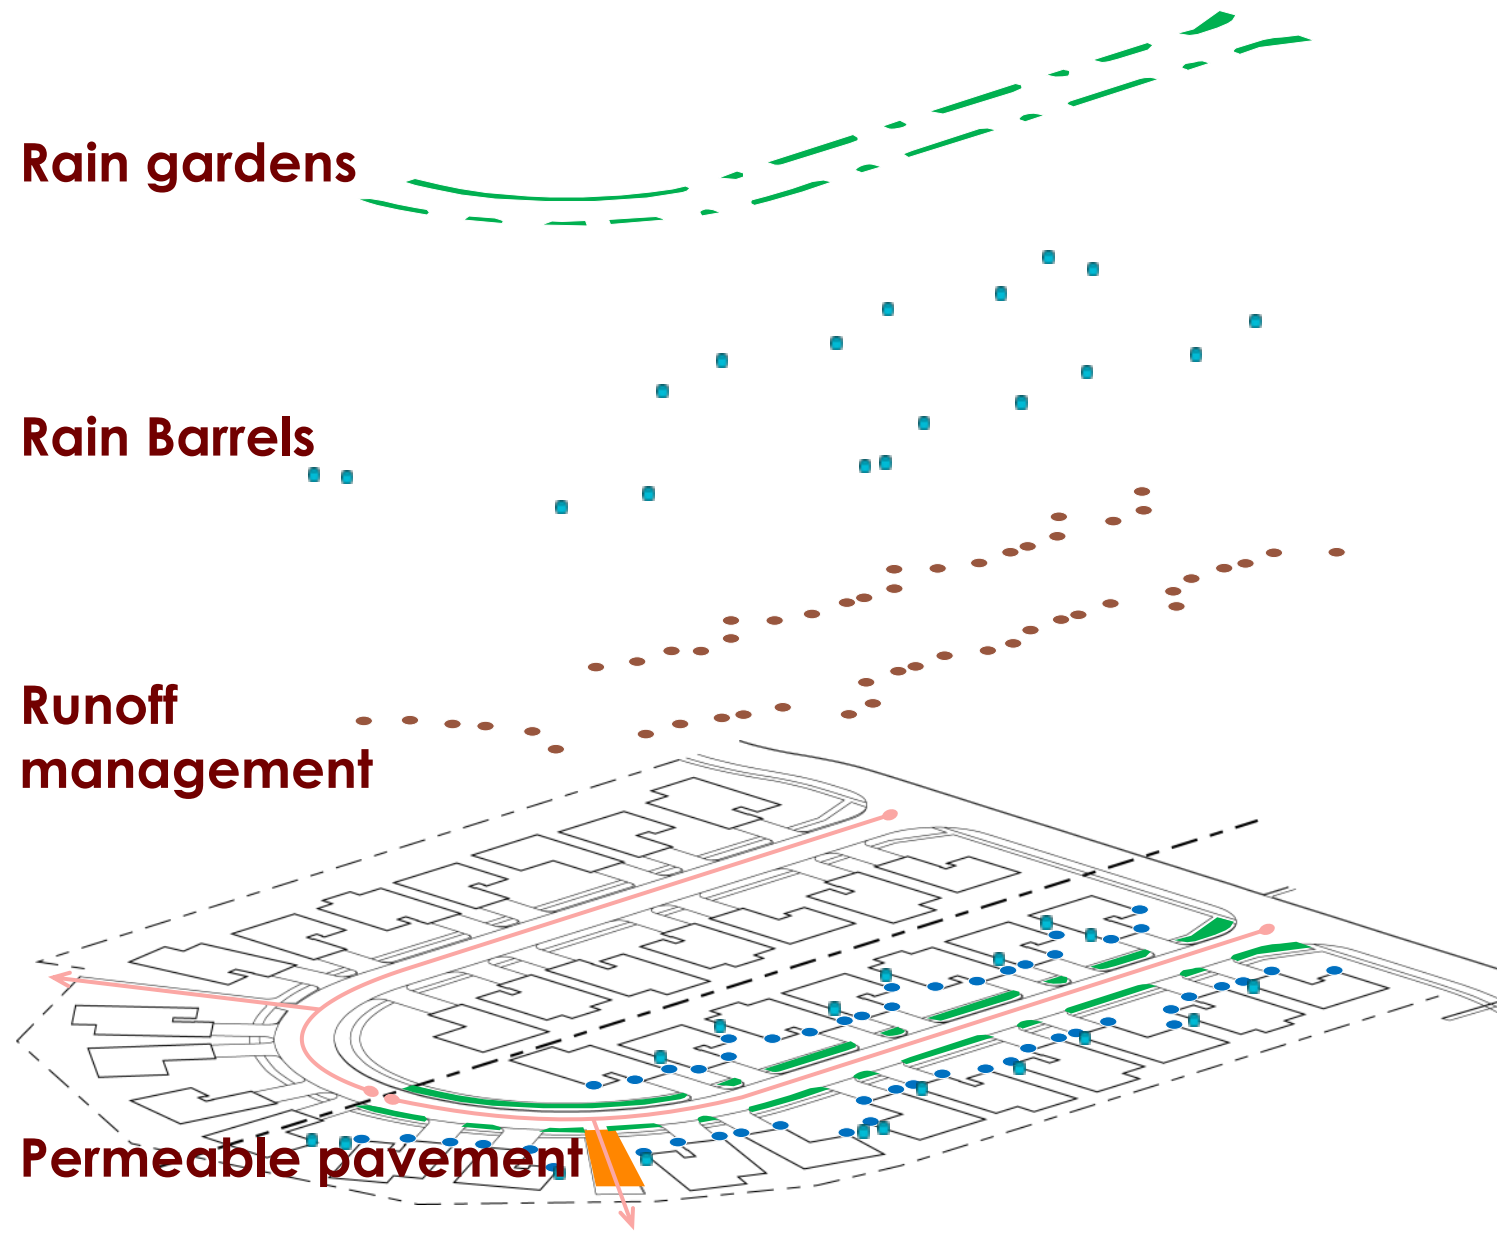 Rain gardens
Rain Barrels
Runoff
management
Permeable pavement